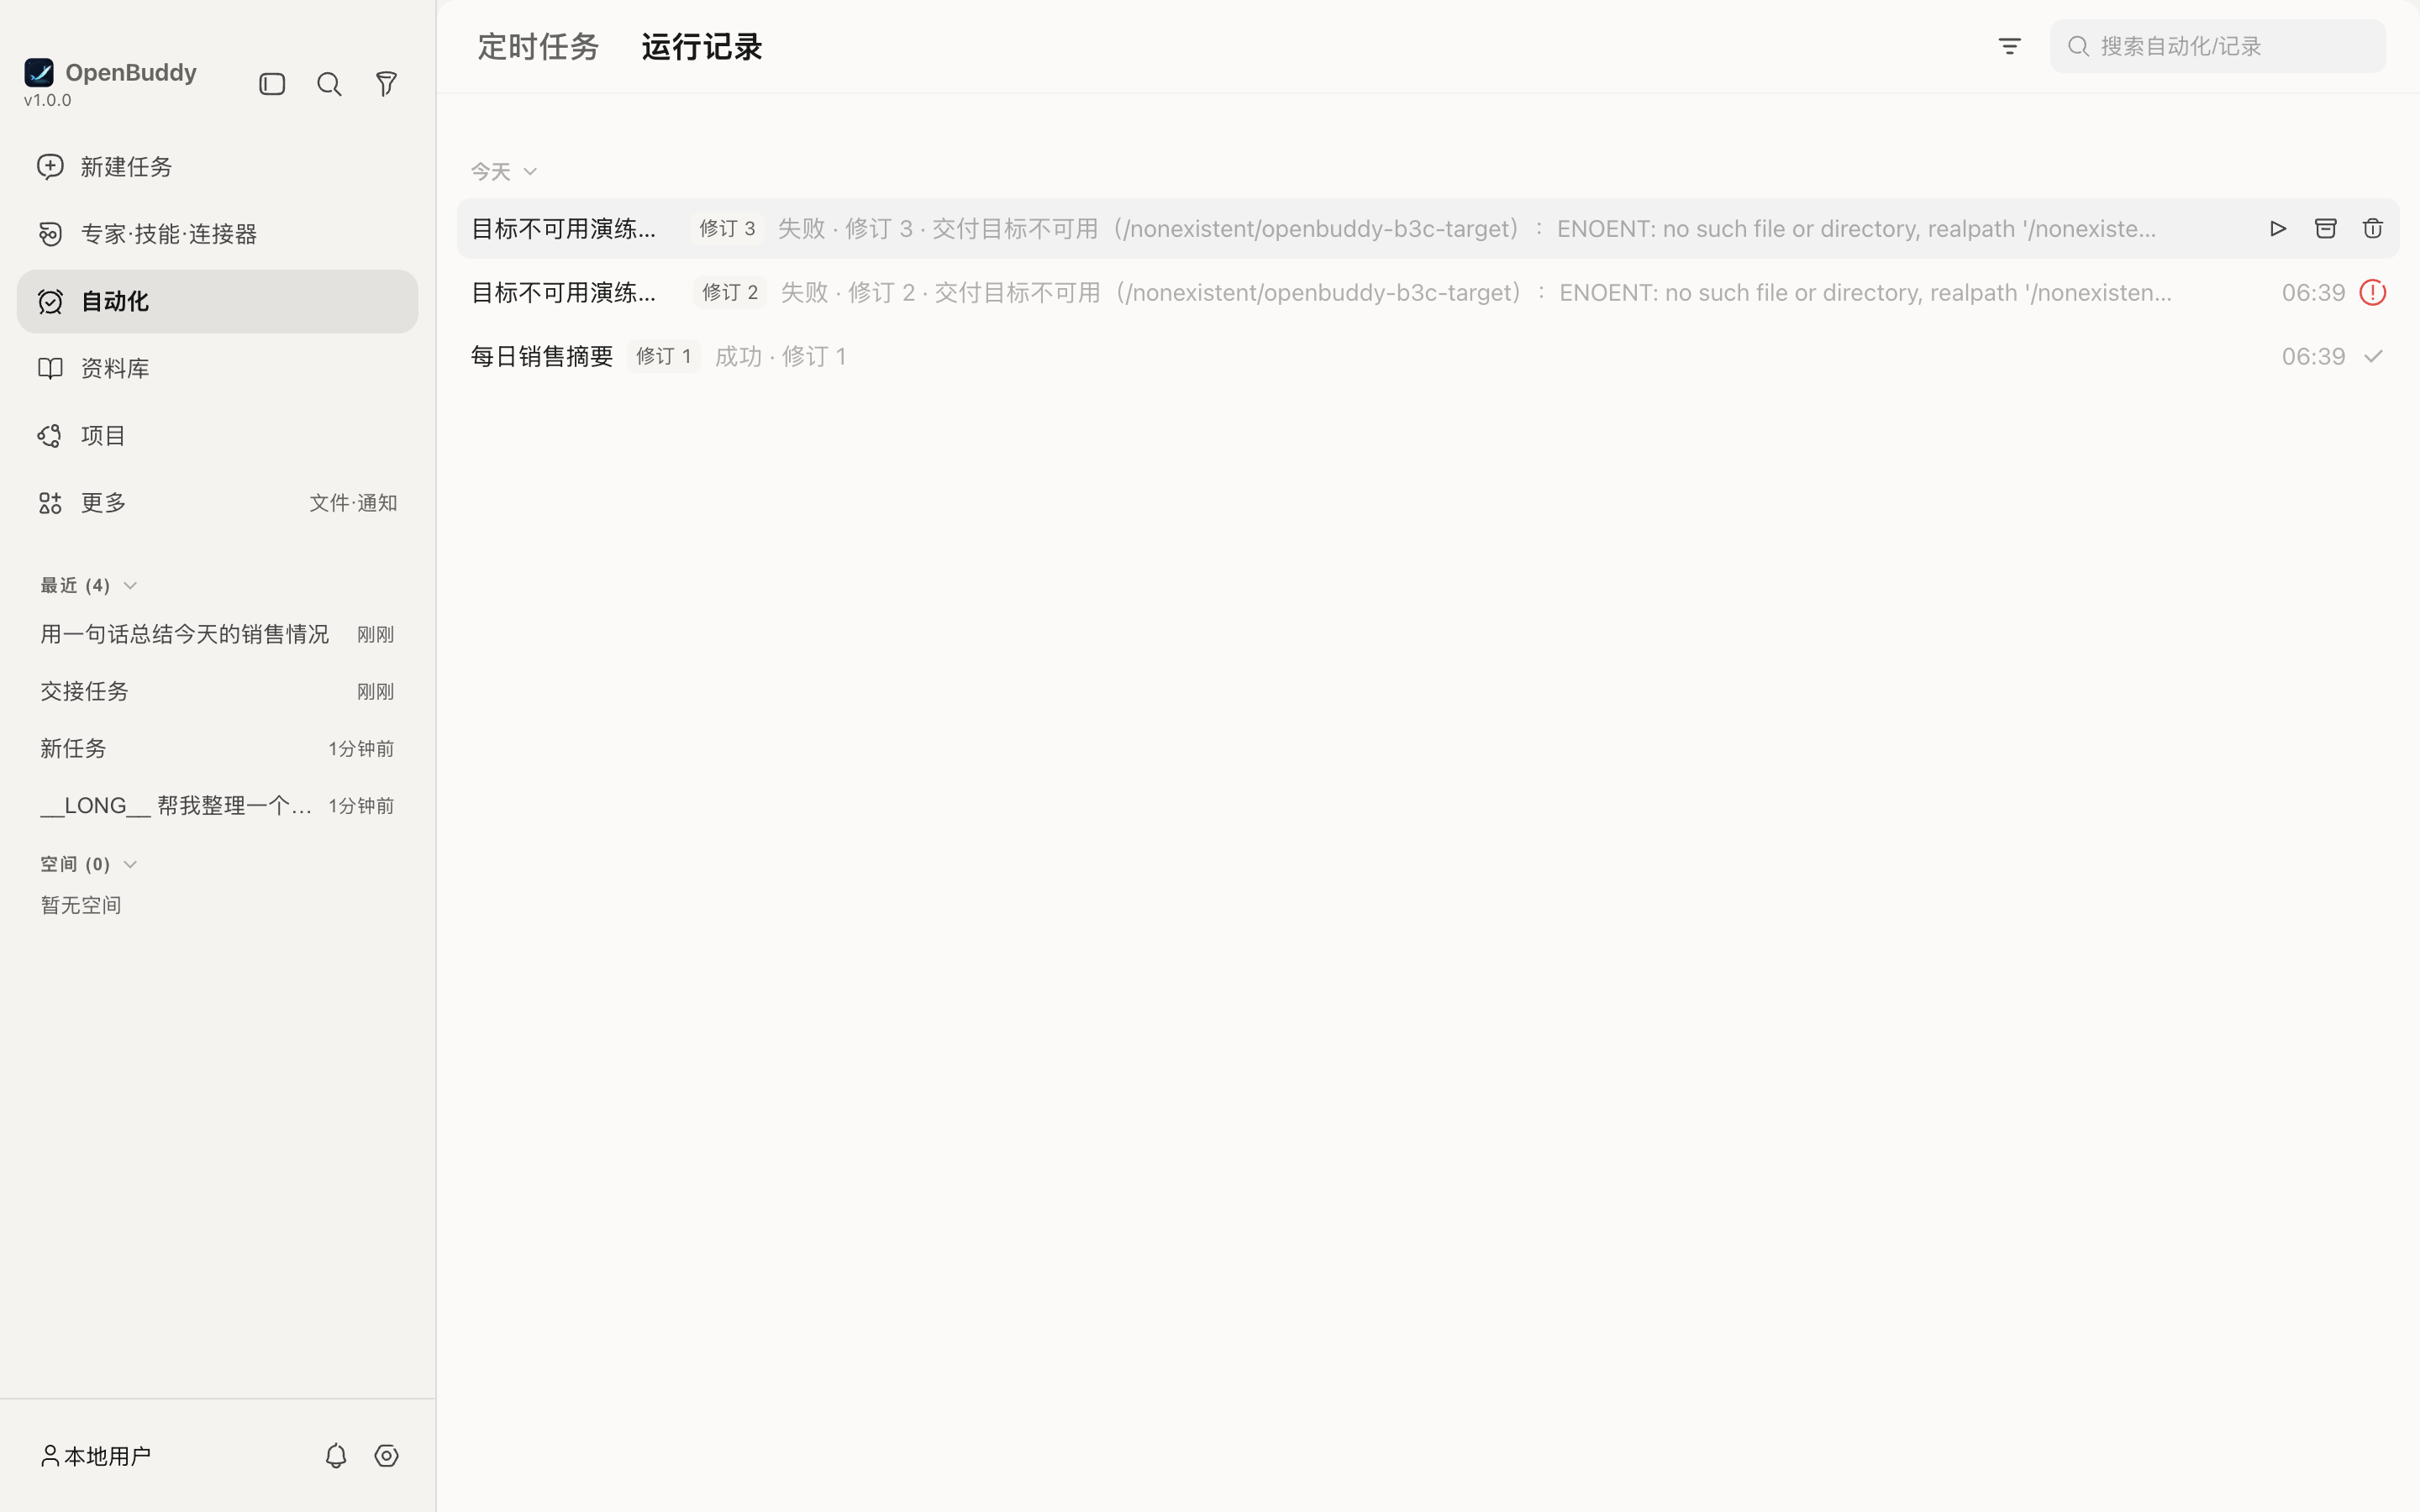 OpenBuddy
v1.0.0
新建任务
专家·技能·连接器
自动化
资料库
项目
更多 文件·通知
最近 (4)
用一句话总结今天的销售情况 刚刚
交接任务 刚刚
新任务 1分钟前
__LONG__ 帮我整理一个... 1分钟前
空间 (0)
暂无空间
本地用户
定时任务 运行记录
搜索自动化/记录
今天
目标不可用演练... 修订 3 失败 · 修订 3 · 交付目标不可用（/nonexistent/openbuddy-b3c-target）：ENOENT: no such file or directory, realpath '/nonexiste...
目标不可用演练... 修订 2 失败 · 修订 2 · 交付目标不可用（/nonexistent/openbuddy-b3c-target）：ENOENT: no such file or directory, realpath '/nonexisten... 06:39
每日销售摘要 修订 1 成功 · 修订 1 06:39